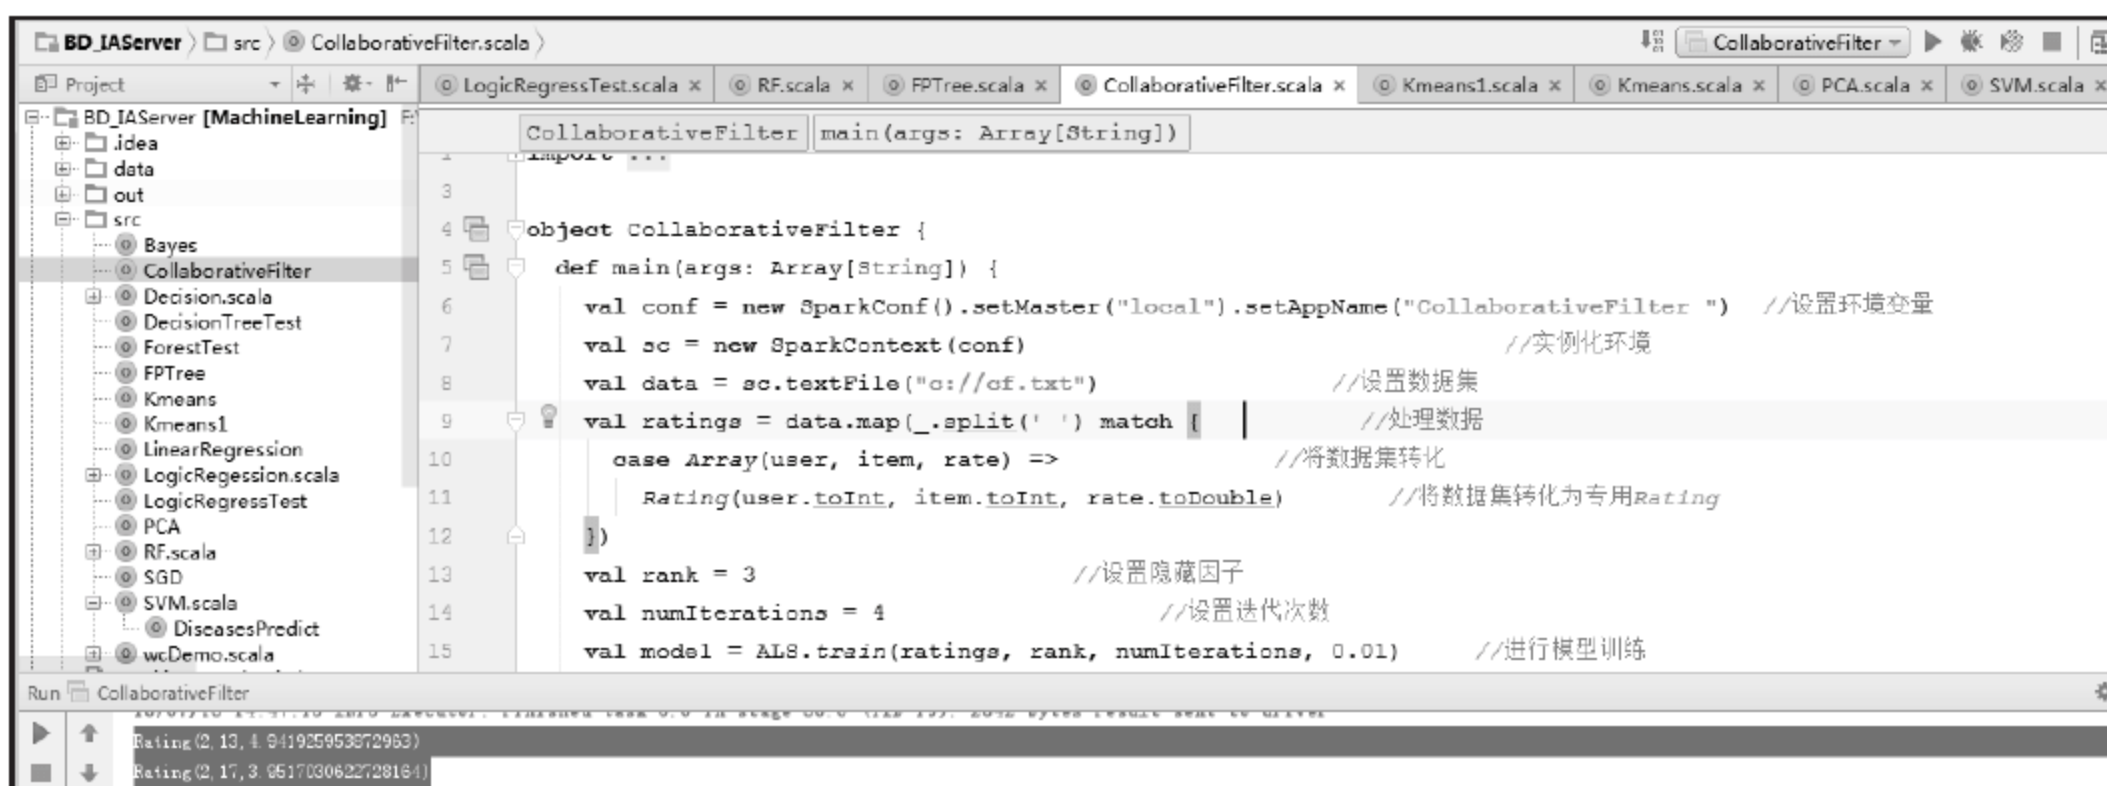 BD_IAServer src CollaborativeFilter.scala CollaborativeFilter
Project LogicRegressTest.scala × RF.scala × FPTree.scala × CollaborativeFilter.scala × Kmeans1.scala × Kmeans.scala × PCA.scala × SVM.scala ×
BD_IAServer [MachineLearning]
.idea
data
out
src
Bayes
CollaborativeFilter
Decision.scala
DecisionTreeTest
ForestTest
FPTree
Kmeans
Kmeans1
LinearRegression
LogicRegession.scala
LogicRegressTest
PCA
RF.scala
SGD
SVM.scala
DiseasesPredict
wcDemo.scala
CollaborativeFilter main(args: Array[String])
1 import ...
3
4 object CollaborativeFilter {
5 def main(args: Array[String]) {
6 val conf = new SparkConf().setMaster("local").setAppName("CollaborativeFilter ") //设置环境变量
7 val sc = new SparkContext(conf) //实例化环境
8 val data = sc.textFile("c://cf.txt") //设置数据集
9 val ratings = data.map(_.split(' ') match { //处理数据
10 case Array(user, item, rate) => //将数据集转化
11 Rating(user.toInt, item.toInt, rate.toDouble) //将数据集转化为专用Rating
12 })
13 val rank = 3 //设置隐藏因子
14 val numIterations = 4 //设置迭代次数
15 val model = ALS.train(ratings, rank, numIterations, 0.01) //进行模型训练
Run CollaborativeFilter
Rating(2,13,4.941925953872963)
Rating(2,17,3.9517030622728164)